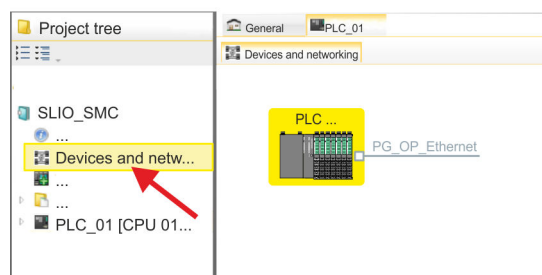 Project tree
SLIO_SMC
...
Devices and netw...
...
...
PLC_01 [CPU 01...
General
PLC_01
Devices and networking
PLC ...
PG_OP_Ethernet